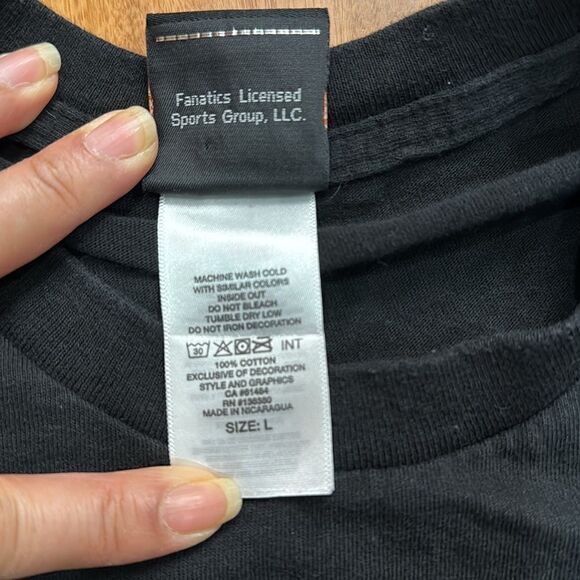 Fanatics Licensed
Sports Group, LLC.
MACHINE WASH COLD
WITH SIMILAR COLORS
INSIDE OUT
DO NOT BLEACH
TUMBLE DRY LOW
DO NOT IRON DECORATION
30 INT
100% COTTON
EXCLUSIVE OF DECORATION
STYLE AND GRAPHICS
CA #61464
RN #136380
MADE IN NICARAGUA
SIZE: L